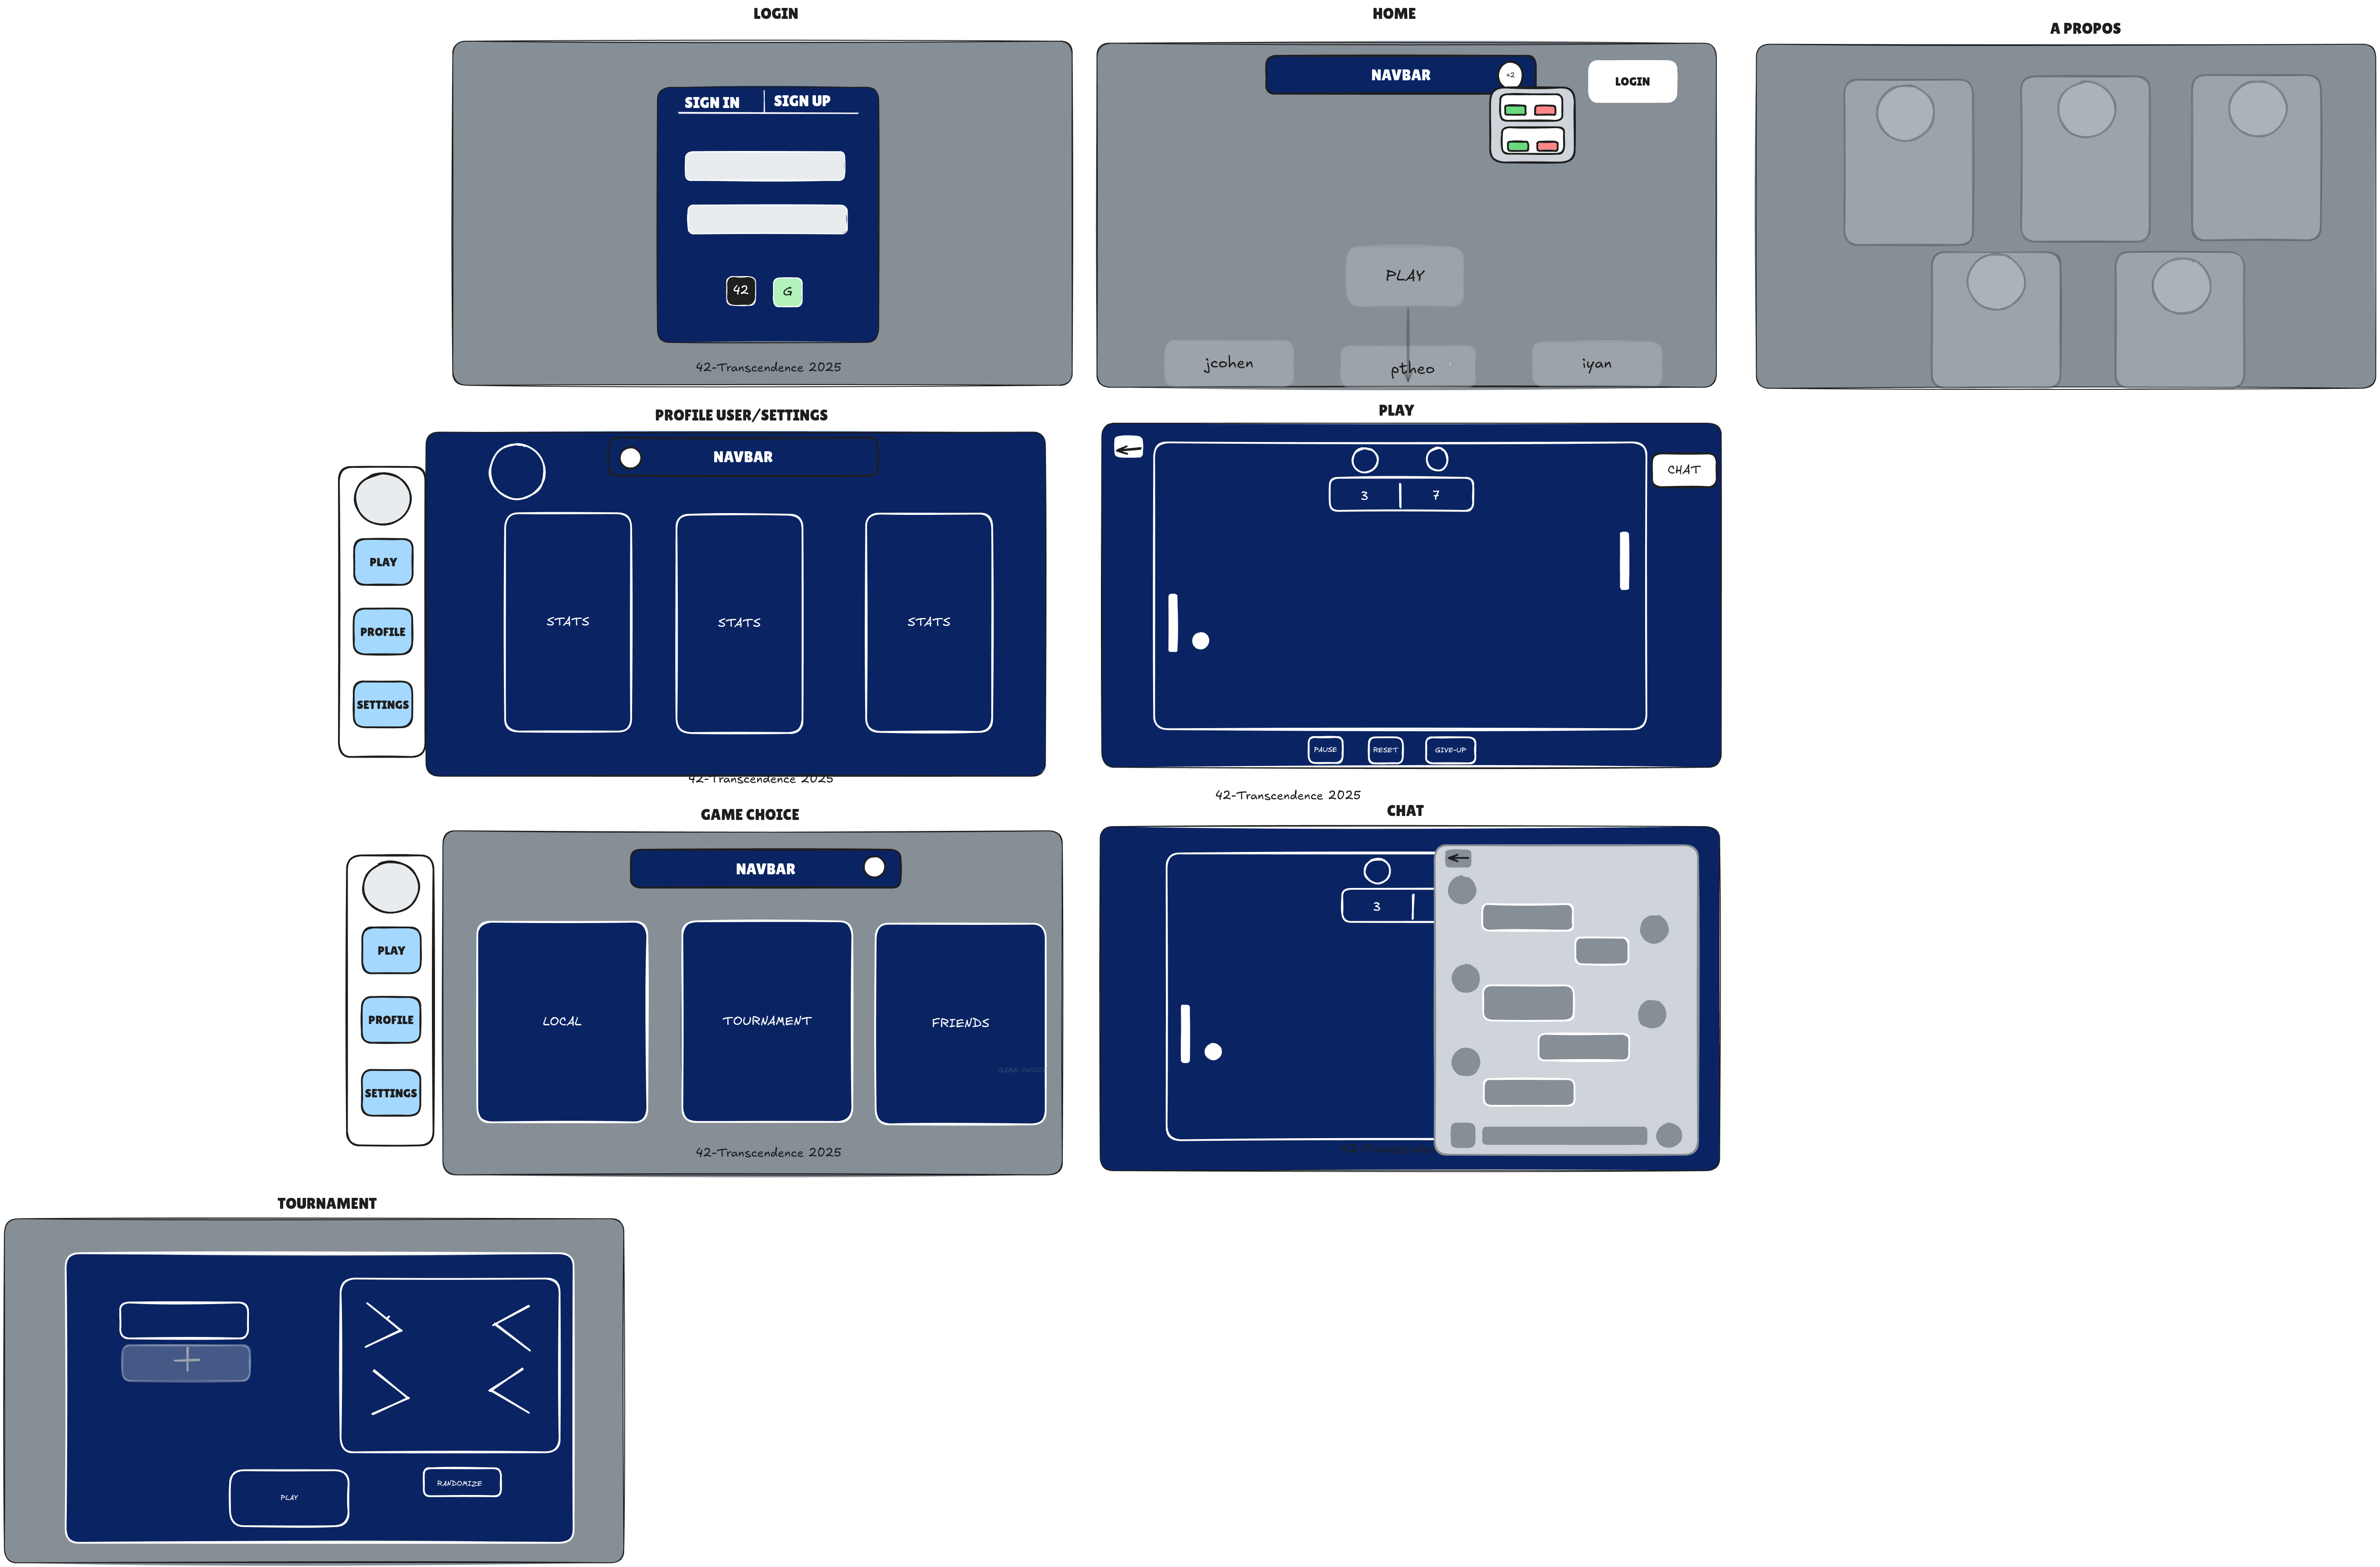 LOGIN
SIGN IN
SIGN UP
42
G
42-Transcendence 2025
HOME
NAVBAR
+2
LOGIN
PLAY
jcohen
ptheo
iyan
A PROPOS
PROFILE USER/SETTINGS
NAVBAR
PLAY
PROFILE
SETTINGS
STATS
STATS
STATS
42-Transcendence 2025
PLAY
3
7
CHAT
PAUSE
RESET
GIVE-UP
42-Transcendence 2025
GAME CHOICE
NAVBAR
PLAY
PROFILE
SETTINGS
LOCAL
TOURNAMENT
FRIENDS
42-Transcendence 2025
CHAT
3
TOURNAMENT
PLAY
RANDOMIZE